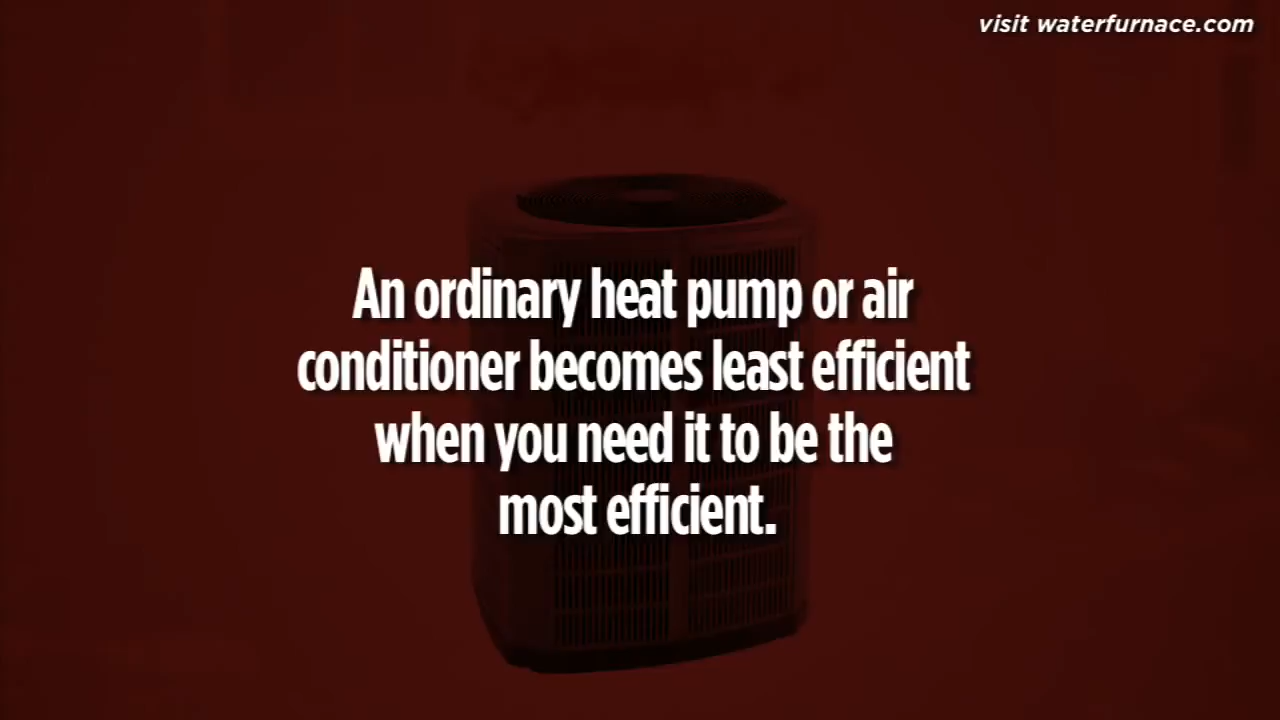 visit waterfurnace.com
An ordinary heat pump or air
conditioner becomes least efficient
when you need it to be the
most efficient.